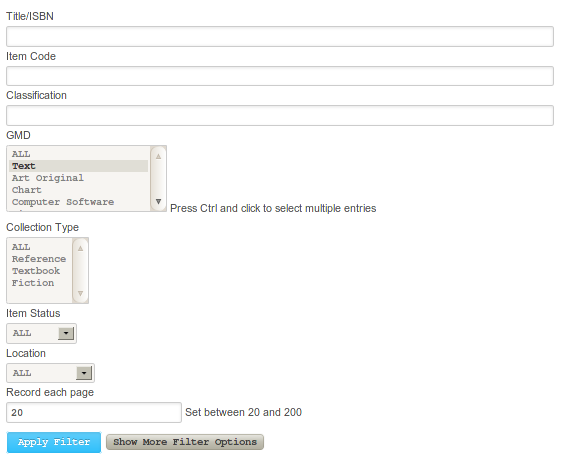 Title/ISBN
Item Code
Classification
GMD
ALL
Text
Art Original
Chart
Computer Software
Press Ctrl and click to select multiple entries
Collection Type
ALL
Reference
Textbook
Fiction
Item Status
ALL
Location
ALL
Record each page
20 Set between 20 and 200
Apply Filter Show More Filter Options